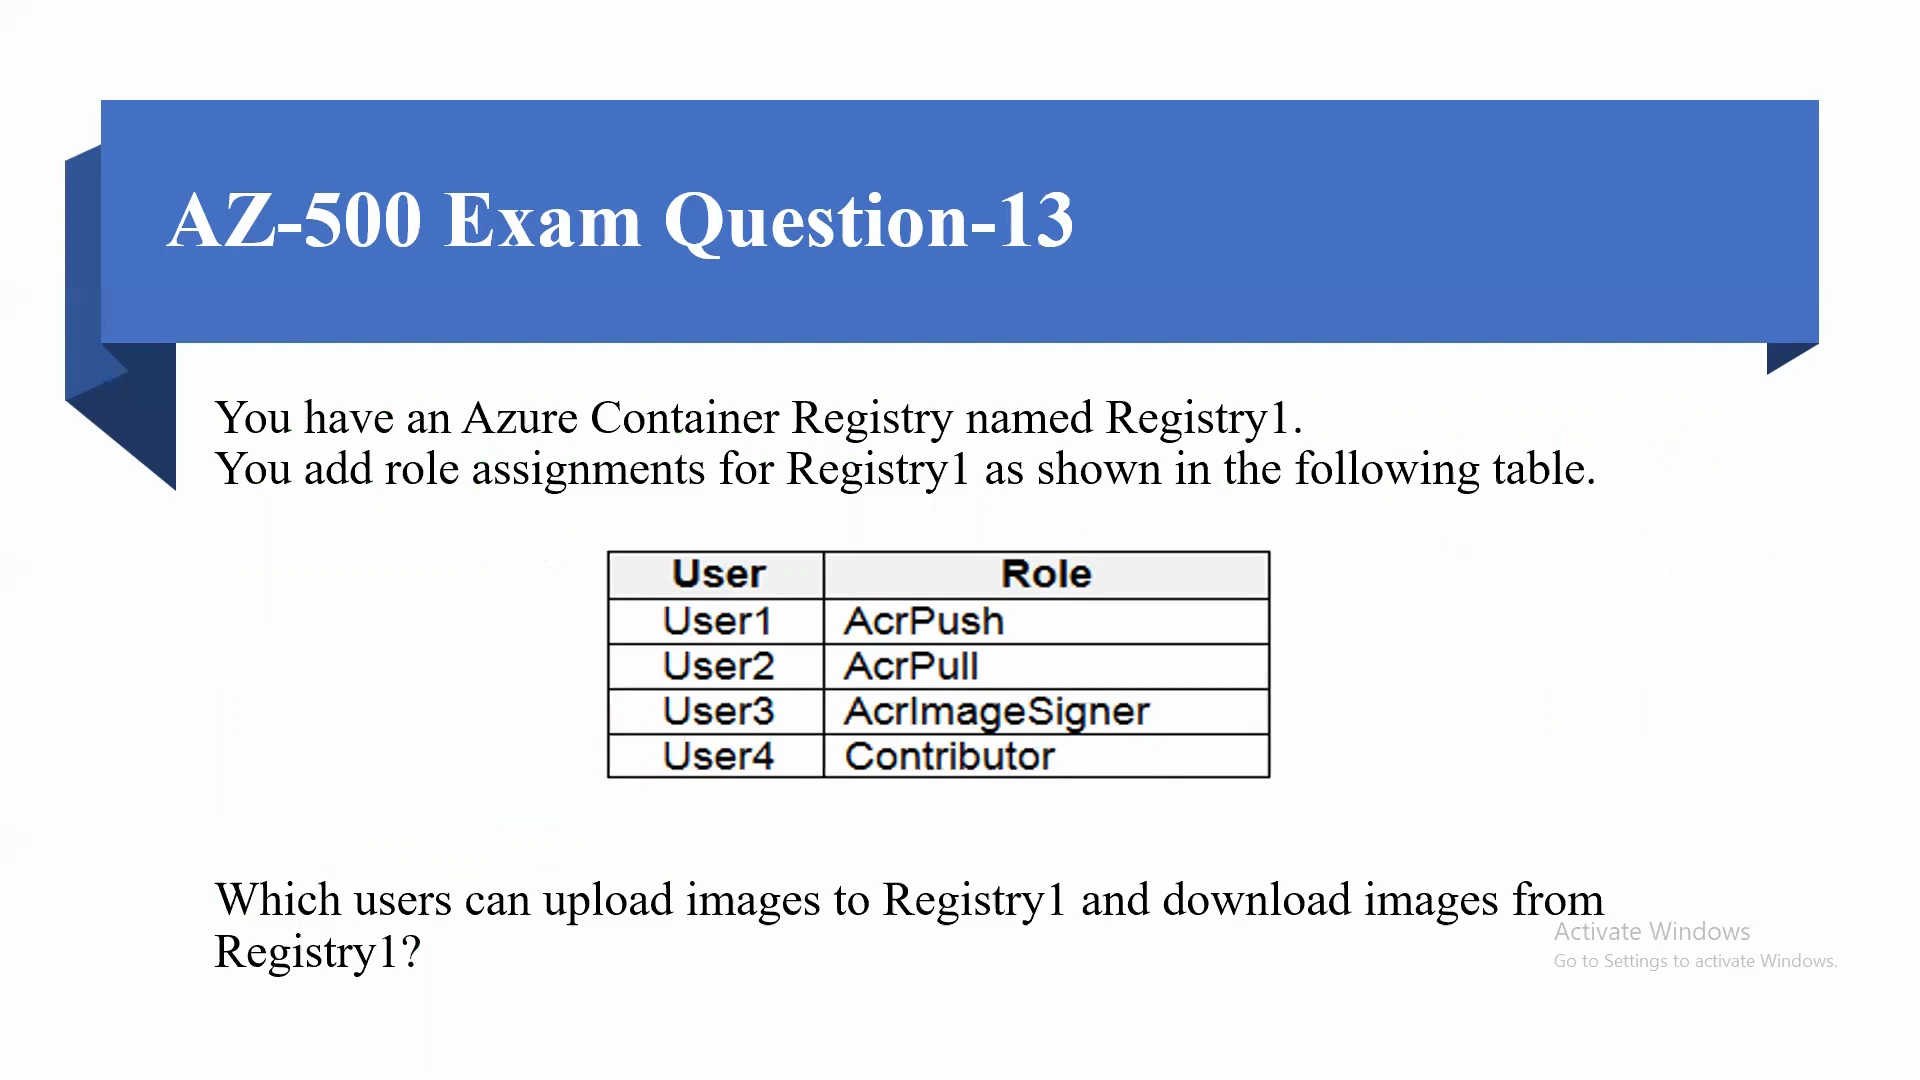 AZ-500 Exam Question-13
You have an Azure Container Registry named Registry1.
You add role assignments for Registry1 as shown in the following table.
User Role
User1 AcrPush
User2 AcrPull
User3 AcrImageSigner
User4 Contributor
Which users can upload images to Registry1 and download images from
Registry1?
Activate Windows
Go to Settings to activate Windows.